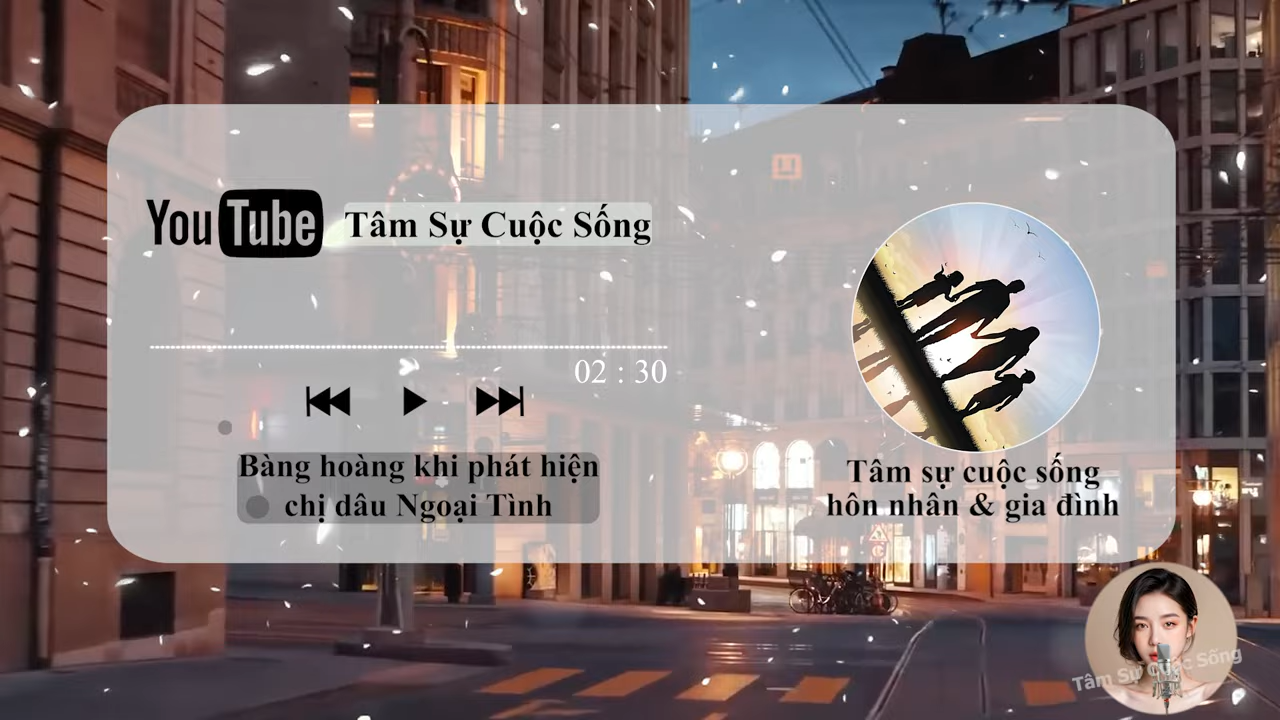 YouTube Tâm Sự Cuộc Sống
02 : 30
Bàng hoàng khi phát hiện
chị dâu Ngoại Tình
Tâm sự cuộc sống
hôn nhân & gia đình
Tâm Sự Cuộc Sống